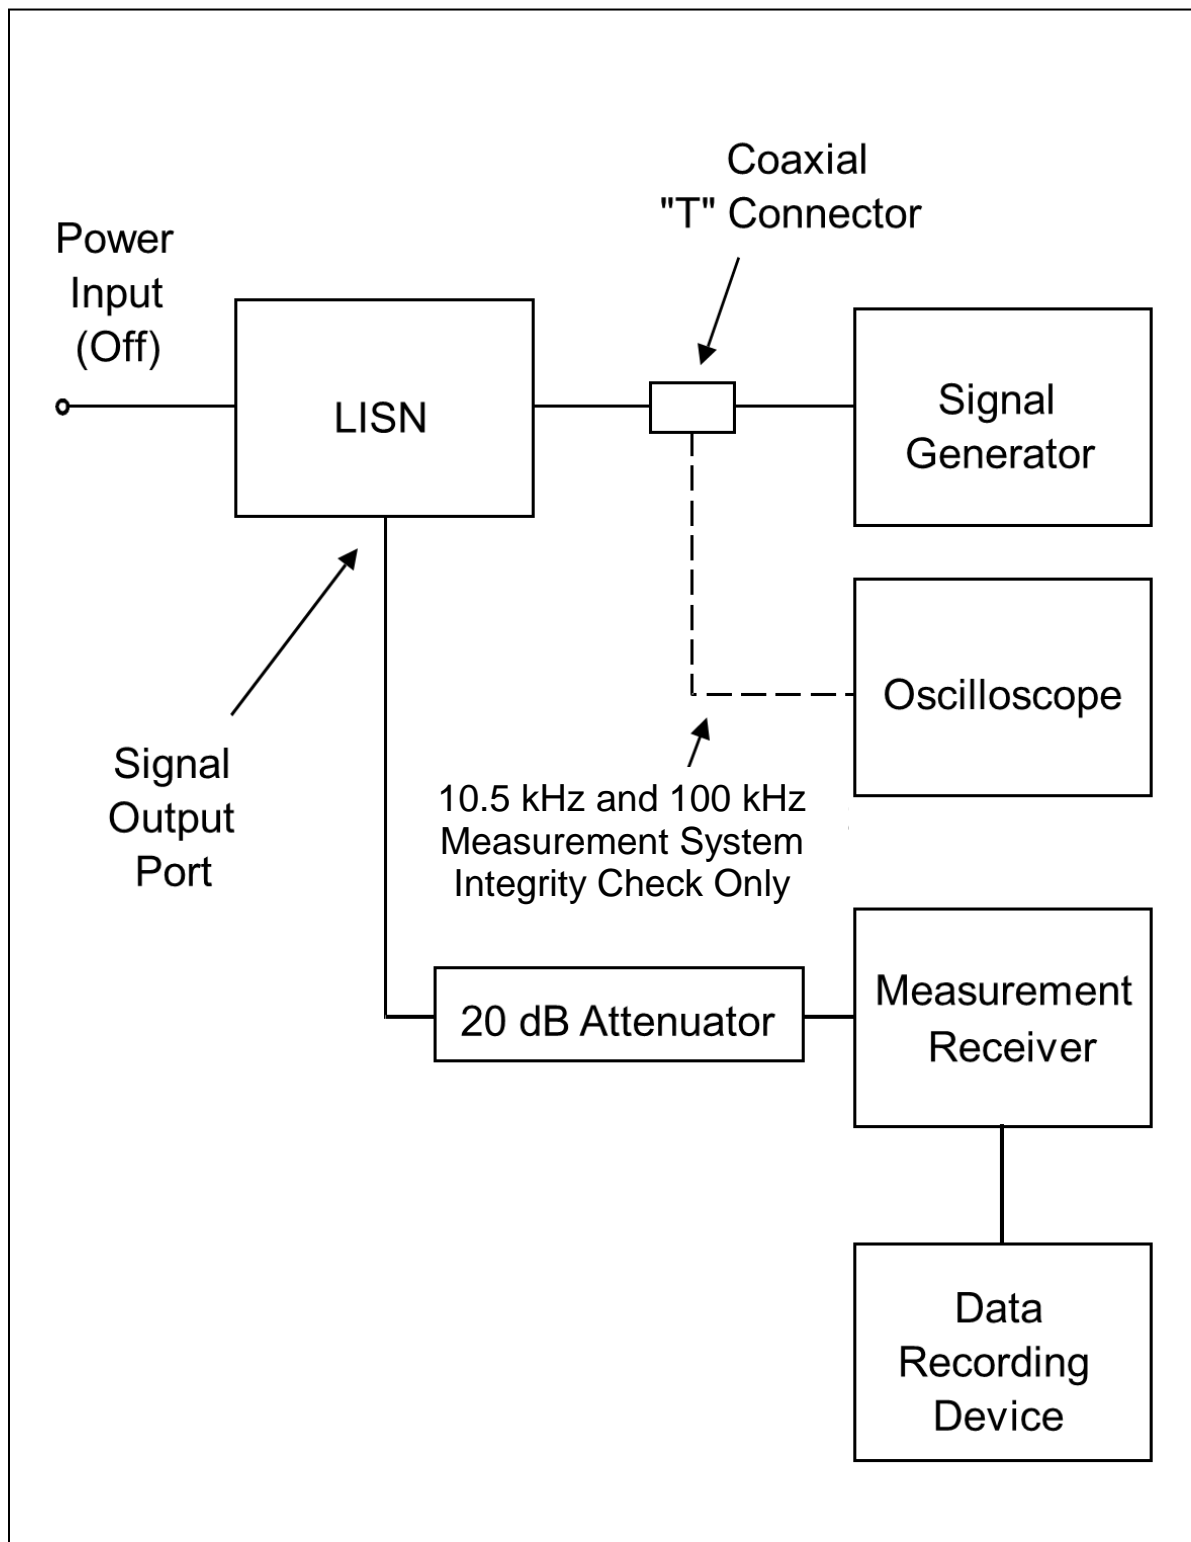 Coaxial
"T" Connector
Power
Input
(Off)
LISN
Signal
Generator
Oscilloscope
Signal
Output
Port
10.5 kHz and 100 kHz
Measurement System
Integrity Check Only
20 dB Attenuator
Measurement
Receiver
Data
Recording
Device